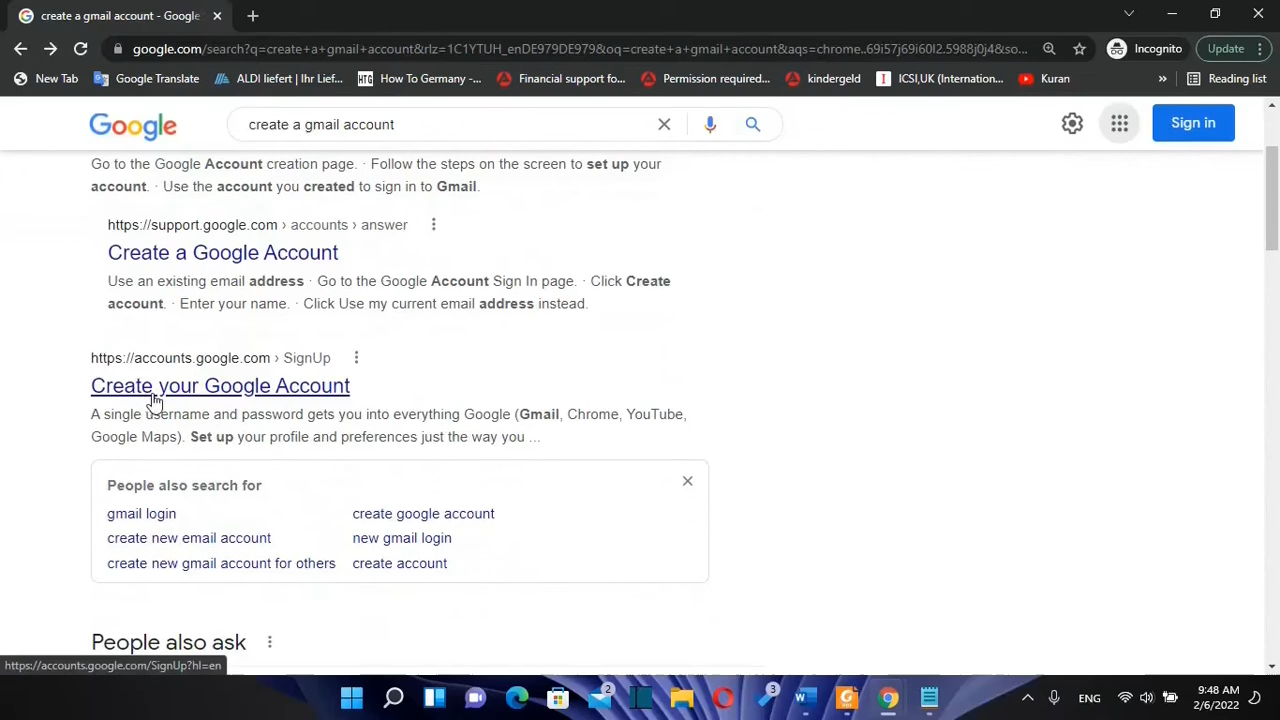 create a gmail account - Google
google.com/search?q=create+a+gmail+account&rlz=1C1YTUH_enDE979DE979&oq=create+a+gmail+account&aqs=chrome..69i57j69i60l2.5988j0j4&so...
Incognito
Update
New Tab
Google Translate
ALDI liefert | Ihr Lief...
HTG How To Germany -...
Financial support fo...
Permission required...
kindergeld
ICSI,UK (Internation...
Kuran
»
Reading list
Google
create a gmail account
Sign in
Go to the Google Account creation page. · Follow the steps on the screen to set up your
account. · Use the account you created to sign in to Gmail.
https://support.google.com › accounts › answer
Create a Google Account
Use an existing email address · Go to the Google Account Sign In page. · Click Create
account. · Enter your name. · Click Use my current email address instead.
https://accounts.google.com › SignUp
Create your Google Account
A single username and password gets you into everything Google (Gmail, Chrome, YouTube,
Google Maps). Set up your profile and preferences just the way you ...
People also search for
gmail login
create google account
create new email account
new gmail login
create new gmail account for others
create account
People also ask
https://accounts.google.com/SignUp?hl=en
2
3
ENG
9:48 AM
2/6/2022